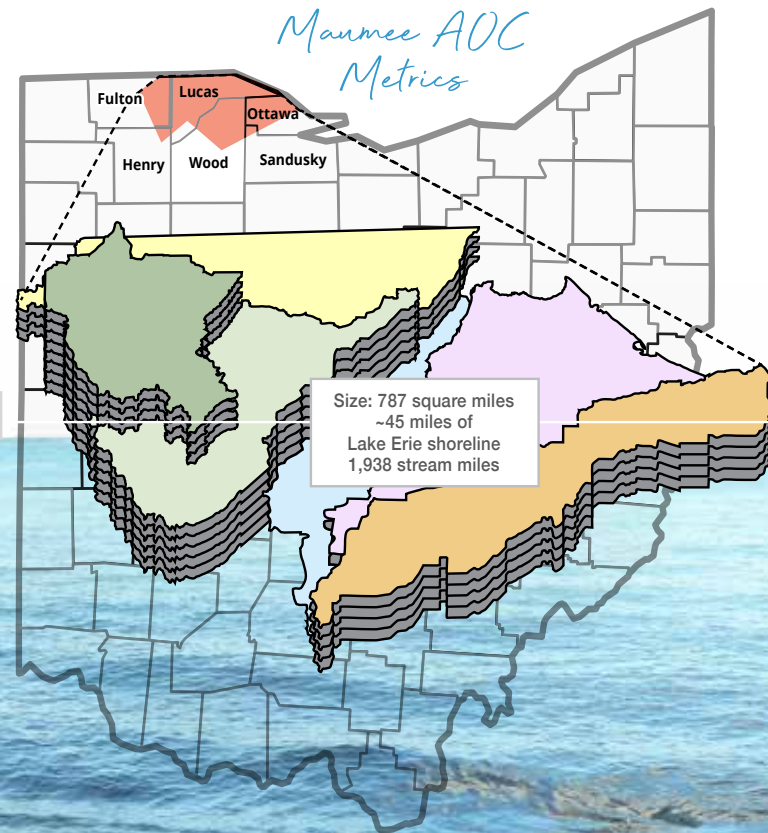 Maumee AOC
Metrics
Fulton
Lucas
Ottawa
Henry
Wood
Sandusky
Size: 787 square miles
~45 miles of
Lake Erie shoreline
1,938 stream miles